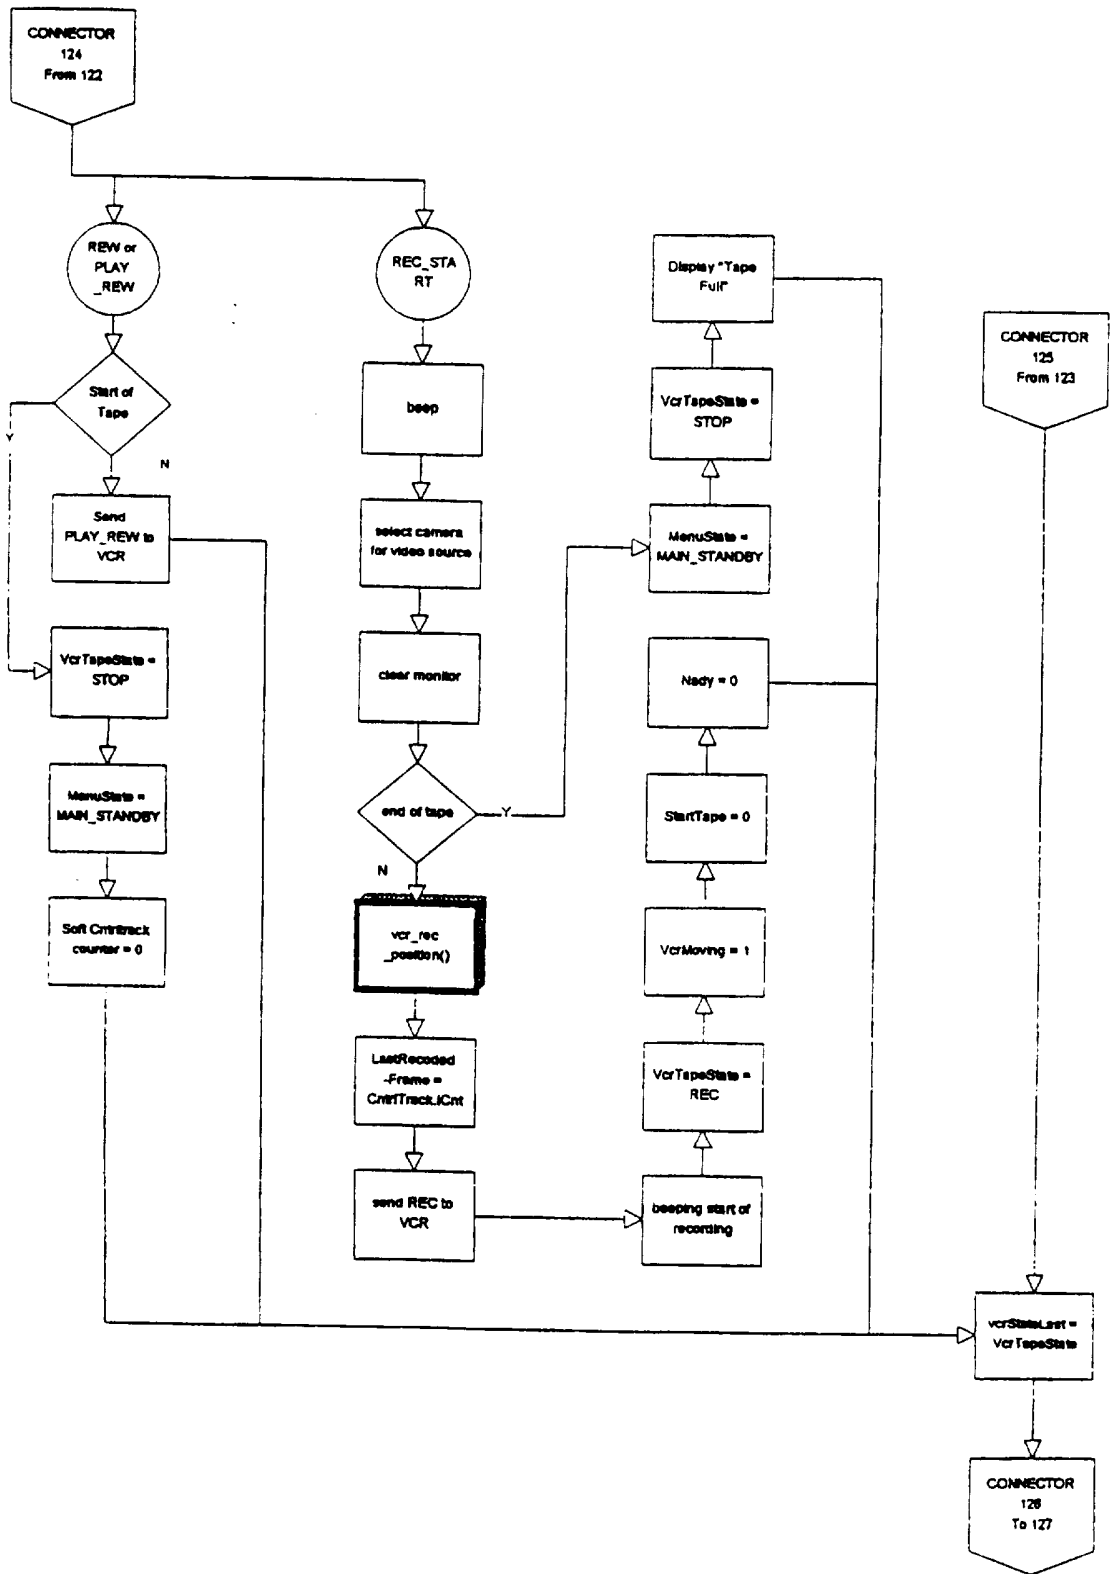 CONNECTOR
124
From 122
REW or
PLAY
_REW
Start of
Tape
Y
N
Send
PLAY_REW to
VCR
VcrTapeState =
STOP
MenuState =
MAIN_STANDBY
Soft Cntrltrack
counter = 0
REC_STA
RT
beep
select camera
for video source
clear monitor
end of tape
Y
N
vcr_rec
_position()
LastRecoded
-Frame =
CntrlTrack.lCnt
send REC to
VCR
Display "Tape
Full"
VcrTapeState =
STOP
MenuState =
MAIN_STANDBY
Nady = 0
StartTape = 0
VcrMoving = 1
VcrTapeState =
REC
beeping start of
recording
CONNECTOR
125
From 123
vcrStateLast =
VcrTapeState
CONNECTOR
126
To 127